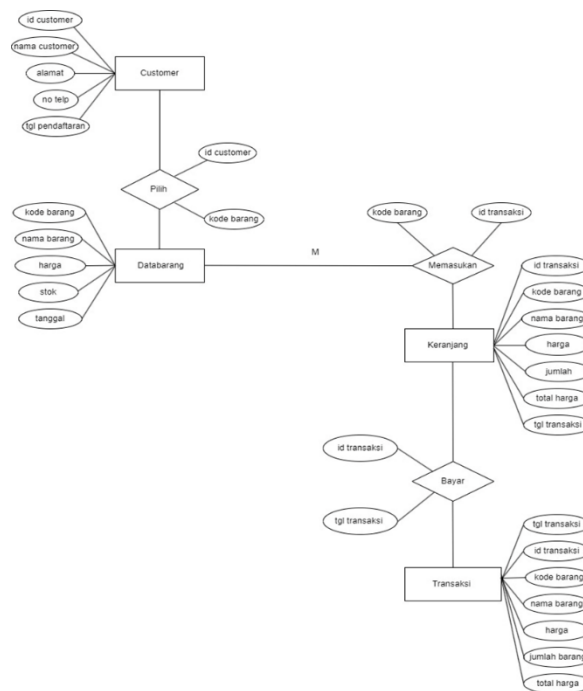 id customer
nama customer
alamat
no telp
tgl pendaftaran
Customer
id customer
Pilih
kode barang
kode barang
nama barang
harga
stok
tanggal
Databarang
M
kode barang
id transaksi
Memasukan
id transaksi
kode barang
nama barang
harga
jumlah
total harga
tgl transaksi
Keranjang
id transaksi
Bayar
tgl transaksi
tgl transaksi
id transaksi
kode barang
nama barang
harga
jumlah barang
total harga
Transaksi